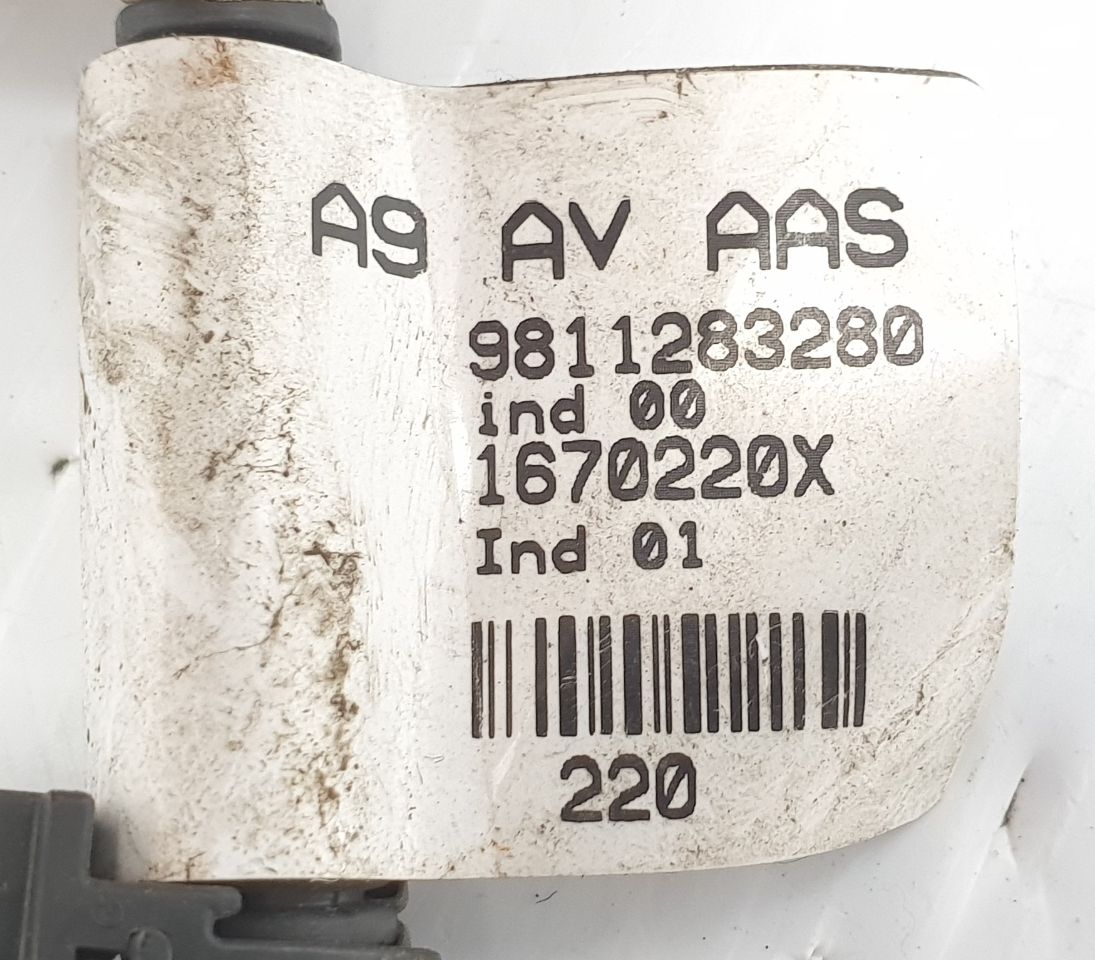 A9 AV AAS
9811283280
ind 00
1670220X
Ind 01
220